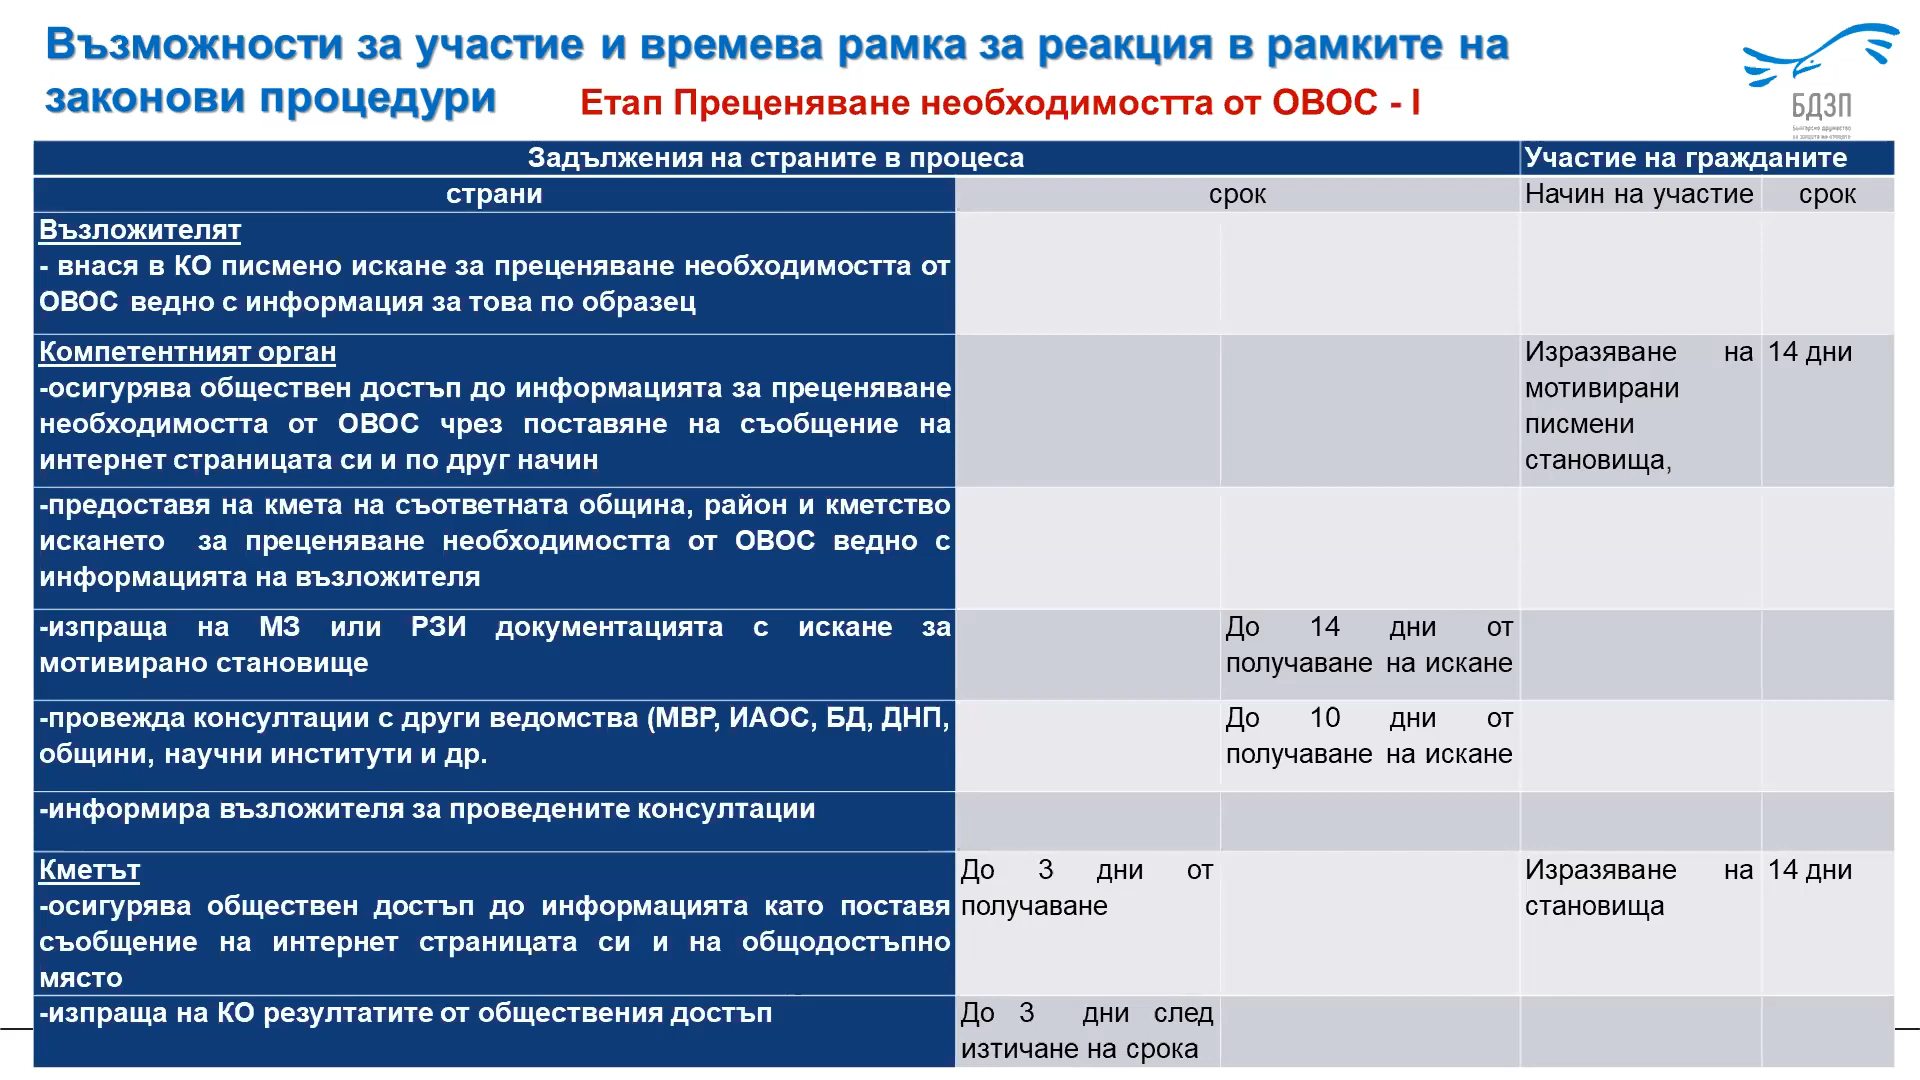 Възможности за участие и времева рамка за реакция в рамките на
законови процедури
Етап Преценяване необходимостта от ОВОС - I
БДЗП
Българско дружество
за защита на птиците
Задължения на страните в процеса
Участие на гражданите
страни
срок
Начин на участие
срок
Възложителят
- внася в КО писмено искане за преценяване необходимостта от
ОВОС ведно с информация за това по образец
Компетентният орган
-осигурява обществен достъп до информацията за преценяване
необходимостта от ОВОС чрез поставяне на съобщение на
интернет страницата си и по друг начин
Изразяване на
мотивирани
писмени
становища,
14 дни
-предоставя на кмета на съответната община, район и кметство
искането за преценяване необходимостта от ОВОС ведно с
информацията на възложителя
-изпраща на МЗ или РЗИ документацията с искане за
мотивирано становище
До 14 дни от
получаване на искане
-провежда консултации с други ведомства (МВР, ИАОС, БД, ДНП,
общини, научни институти и др.
До 10 дни от
получаване на искане
-информира възложителя за проведените консултации
Кметът
-осигурява обществен достъп до информацията като поставя
съобщение на интернет страницата си и на общодостъпно
място
До 3 дни от
получаване
Изразяване на
становища
14 дни
-изпраща на КО резултатите от обществения достъп
До 3 дни след
изтичане на срока